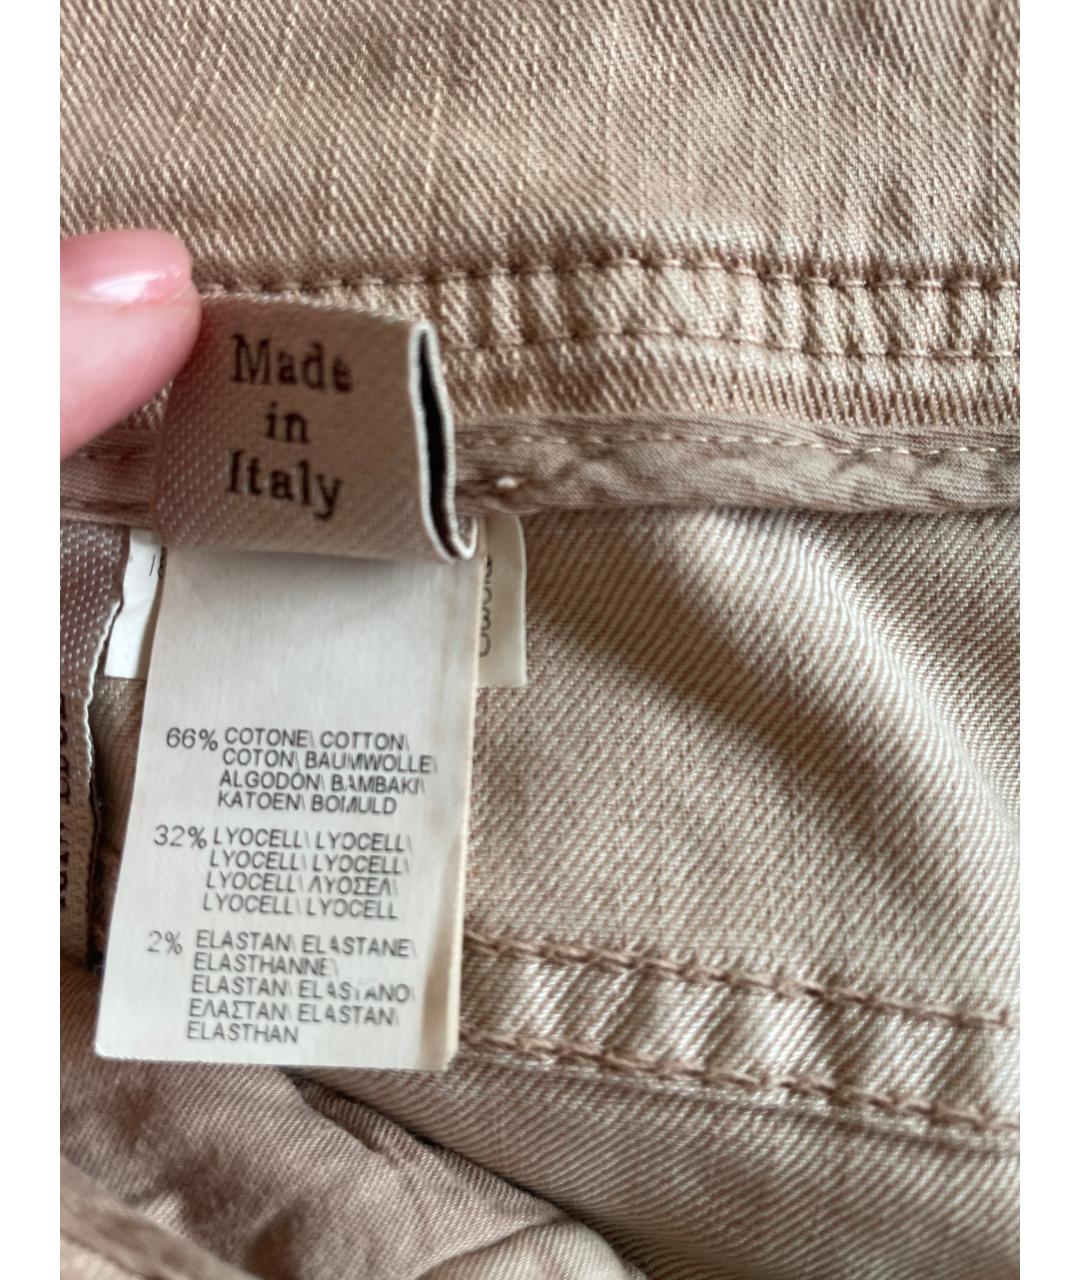 Made
in
Italy
66% COTONE\ COTTON\
COTON\ BAUMWOLLE\
ALGODÓN\ BAMBAKI\
KATOEN\ BOMULD
32% LYOCELL\ LYOCELL\
LYOCELL\ LYOCELL\
LYOCELL\ ΛΥΟΣΕΛ\
LYOCELL\ LYOCELL
2% ELASTAN\ ELASTANE\
ELASTHANNE\
ELASTAN\ ELASTANO\
ΕΛΑΣΤΑΝ\ ELASTAN\
ELASTHAN